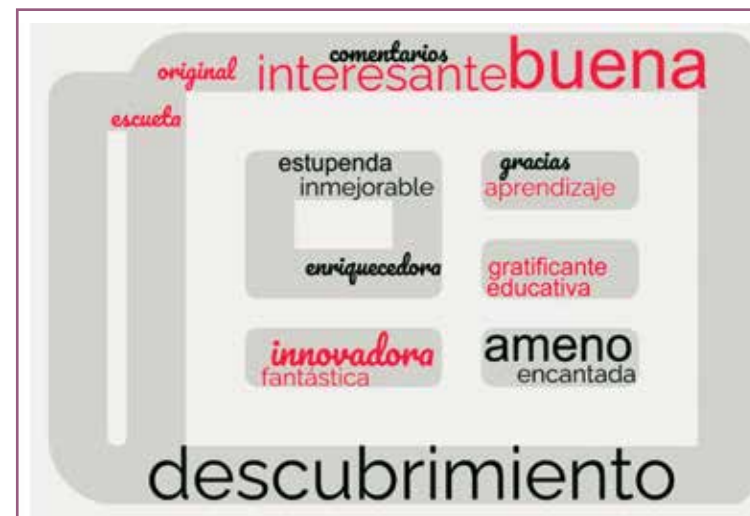 comentarios
original interesante buena
escueta
estupenda
inmejorable
gracias
aprendizaje
enriquecedora
gratificante
educativa
innovadora
fantástica
ameno
encantada
descubrimiento